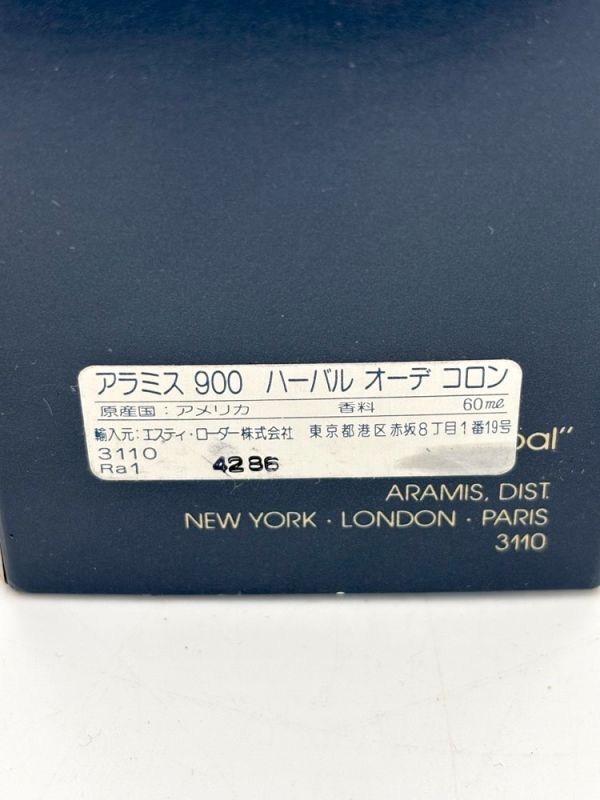 アラミス 900 ハーバル オーデ コロン
原産国：アメリカ 香料 60ml
輸入元：エスティ・ローダー株式会社 東京都港区赤坂8丁目1番19号
3110
Ra1 4286
ARAMIS, DIST.
NEW YORK · LONDON · PARIS
3110